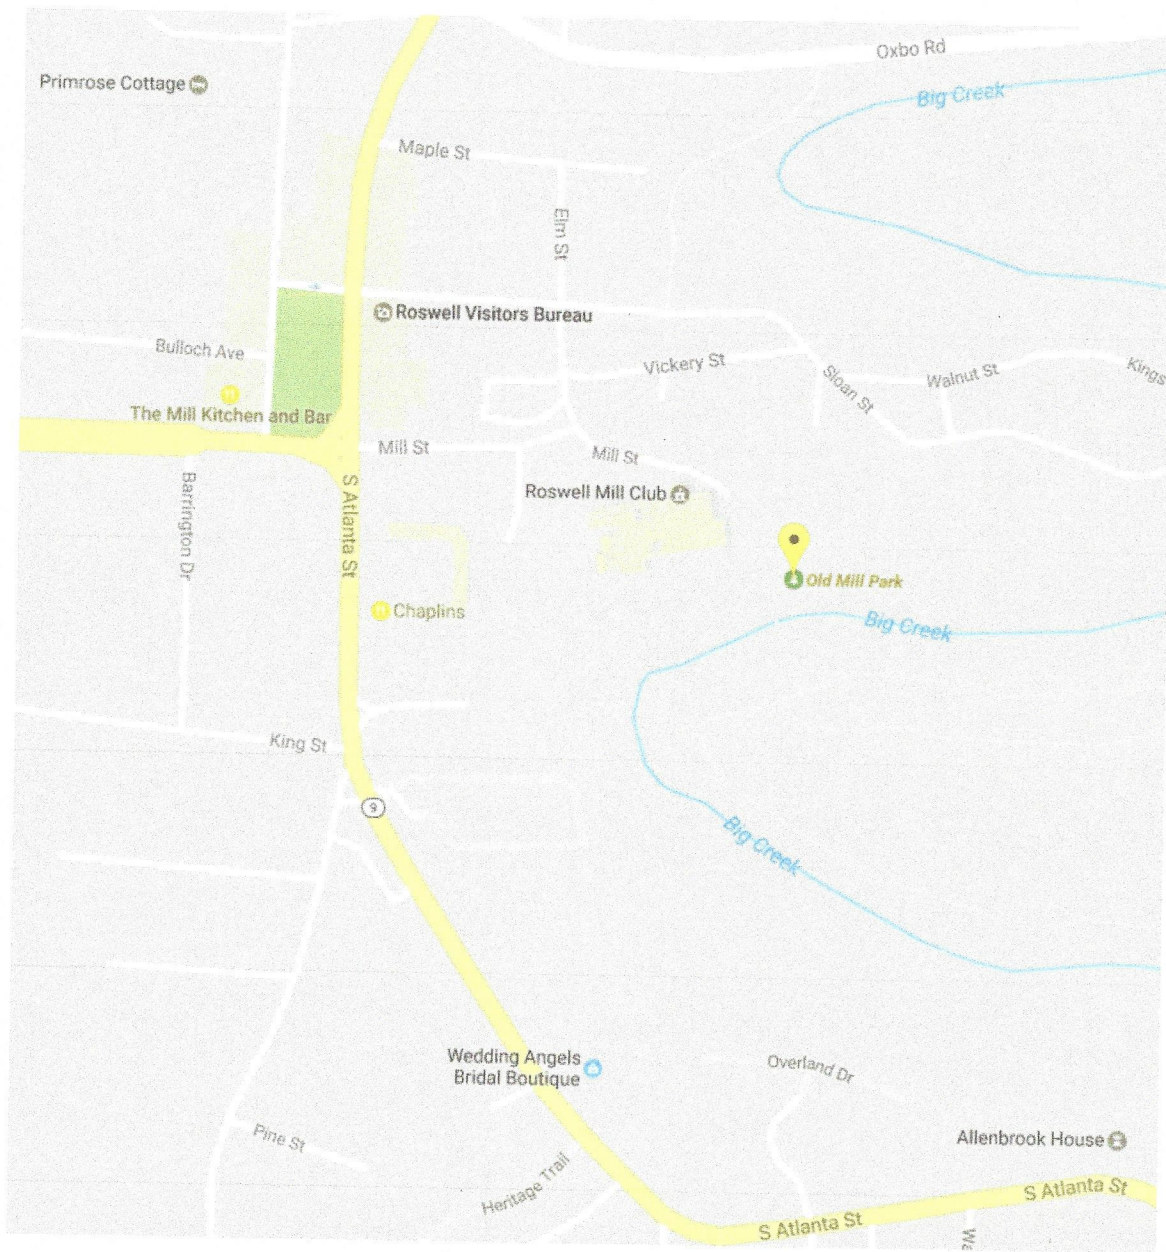 Oxbo Rd
Primrose Cottage
Big Creek
Maple St
Elm St
Roswell Visitors Bureau
Bulloch Ave
Vickery St
Sloan St
Walnut St
Kings
The Mill Kitchen and Bar
Mill St
Mill St
Barrington Dr
S Atlanta St
Roswell Mill Club
Old Mill Park
Chaplins
Big Creek
King St
9
Big Creek
Wedding Angels
Bridal Boutique
Overland Dr
Pine St
Allenbrook House
Heritage Trail
S Atlanta St
S Atlanta St
Wa